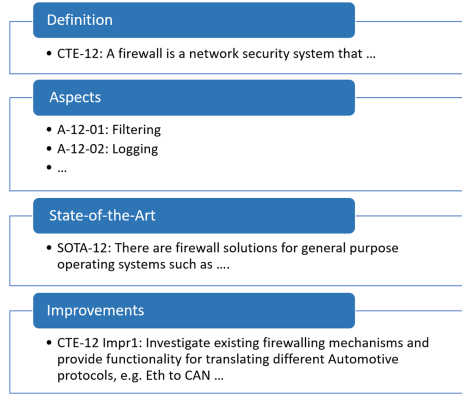 Definition
• CTE-12: A firewall is a network security system that …
Aspects
• A-12-01: Filtering
• A-12-02: Logging
• …
State-of-the-Art
• SOTA-12: There are firewall solutions for general purpose
operating systems such as ….
Improvements
• CTE-12 Impr1: Investigate existing firewalling mechanisms and
provide functionality for translating different Automotive
protocols, e.g. Eth to CAN …